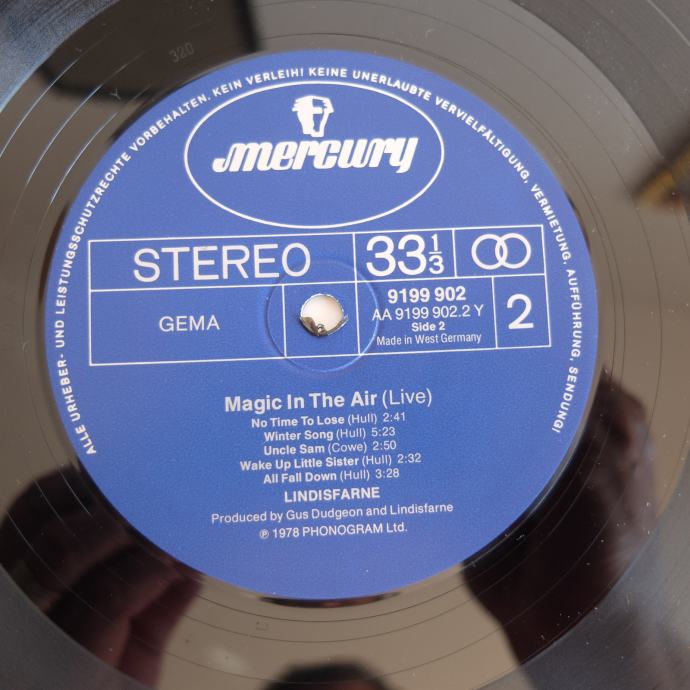 320
ALLE URHEBER- UND LEISTUNGSSCHUTZRECHTE VORBEHALTEN. KEIN VERLEIH! KEINE UNERLAUBTE VERVIELFÄLTIGUNG, VERMIETUNG, AUFFÜHRUNG, SENDUNG!
mercury
STEREO 33 1/3
GEMA
9199 902
AA 9199 902.2 Y
Side 2
Made in West Germany
2
Magic In The Air (Live)
No Time To Lose (Hull) 2:41
Winter Song (Hull) 5:23
Uncle Sam (Cowe) 2:50
Wake Up Little Sister (Hull) 2:32
All Fall Down (Hull) 3:28
LINDISFARNE
Produced by Gus Dudgeon and Lindisfarne
℗ 1978 PHONOGRAM Ltd.